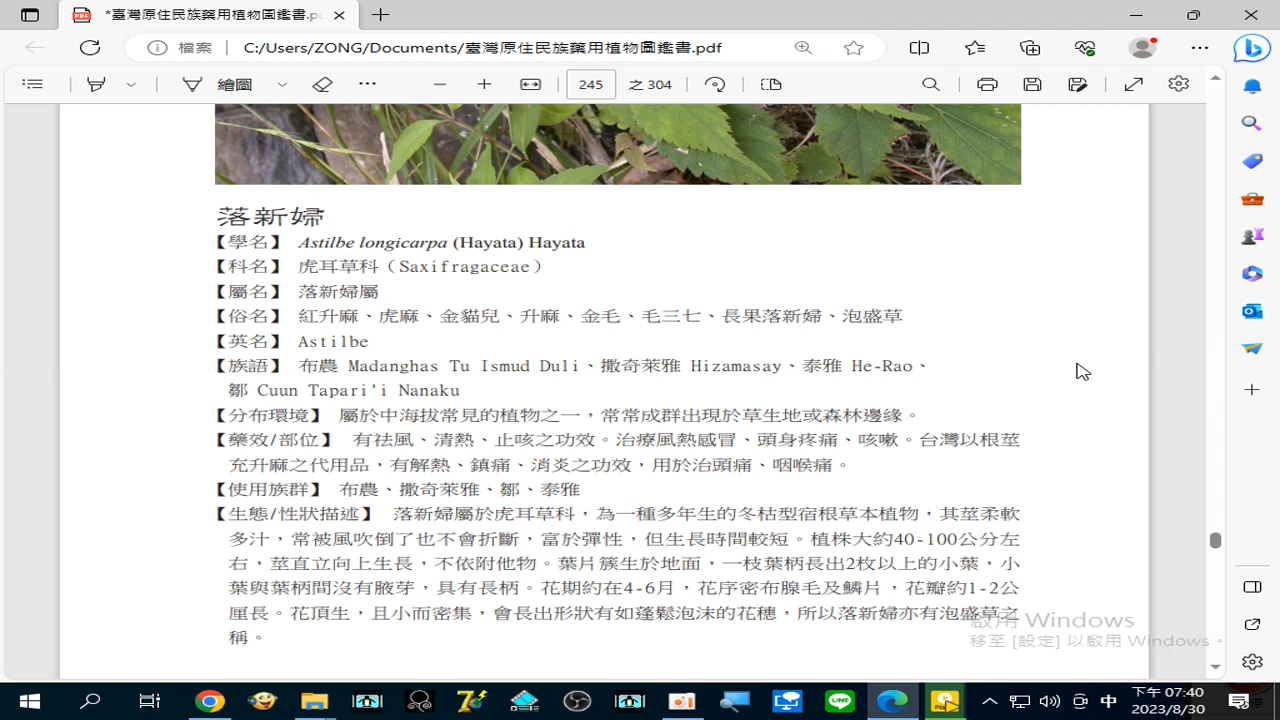 *臺灣原住民族藥用植物圖鑑書.pd
檔案 C:/Users/ZONG/Documents/臺灣原住民族藥用植物圖鑑書.pdf
繪圖 245 之 304
落新婦
【學名】 Astilbe longicarpa (Hayata) Hayata
【科名】 虎耳草科（Saxifragaceae）
【屬名】 落新婦屬
【俗名】 紅升麻、虎麻、金貓兒、升麻、金毛、毛三七、長果落新婦、泡盛草
【英名】 Astilbe
【族語】 布農 Madanghas Tu Ismud Duli、撒奇萊雅 Hizamasay、泰雅 He-Rao、
鄒 Cuun Tapari'i Nanaku
【分布環境】 屬於中海拔常見的植物之一，常常成群出現於草生地或森林邊緣。
【藥效/部位】 有祛風、清熱、止咳之功效。治療風熱感冒、頭身疼痛、咳嗽。台灣以根莖
充升麻之代用品，有解熱、鎮痛、消炎之功效，用於治頭痛、咽喉痛。
【使用族群】 布農、撒奇萊雅、鄒、泰雅
【生態/性狀描述】 落新婦屬於虎耳草科，為一種多年生的冬枯型宿根草本植物，其莖柔軟
多汁，常被風吹倒了也不會折斷，富於彈性，但生長時間較短。植株大約40-100公分左
右，莖直立向上生長，不依附他物。葉片簇生於地面，一枝葉柄長出2枚以上的小葉，小
葉與葉柄間沒有腋芽，具有長柄。花期約在4-6月，花序密布腺毛及鱗片，花瓣約1-2公
厘長。花頂生，且小而密集，會長出形狀有如蓬鬆泡沫的花穗，所以落新婦亦有泡盛草之
稱。
啟用 Windows
移至 [設定] 以啟用 Windows。
中
下午 07:40
2023/8/30